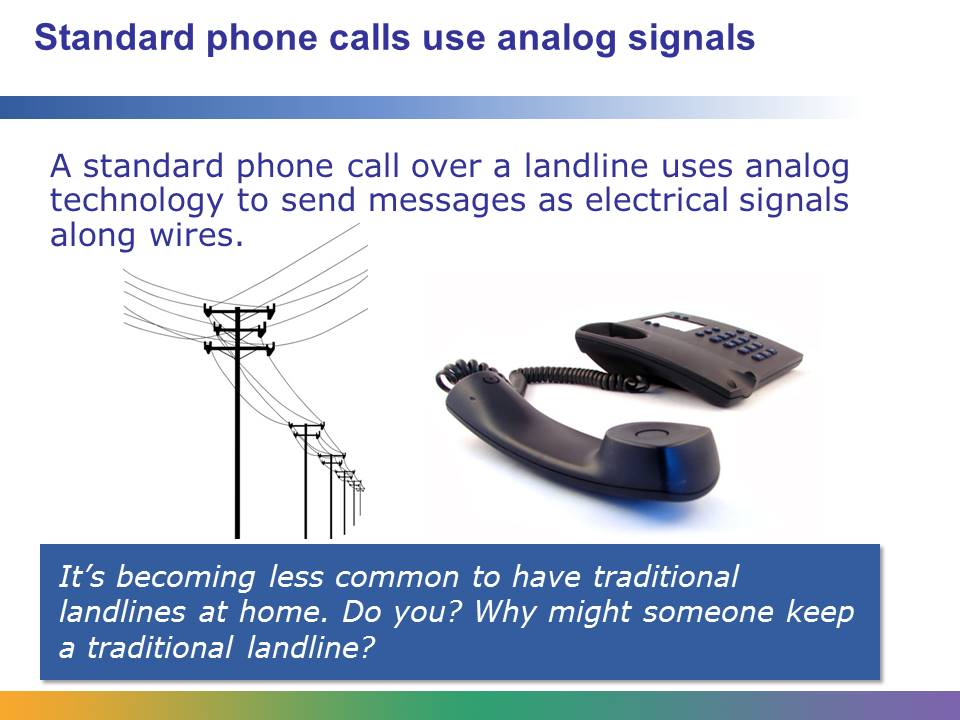 Standard phone calls use analog signals
A standard phone call over a landline uses analog
technology to send messages as electrical signals
along wires.
It’s becoming less common to have traditional
landlines at home. Do you? Why might someone keep
a traditional landline?